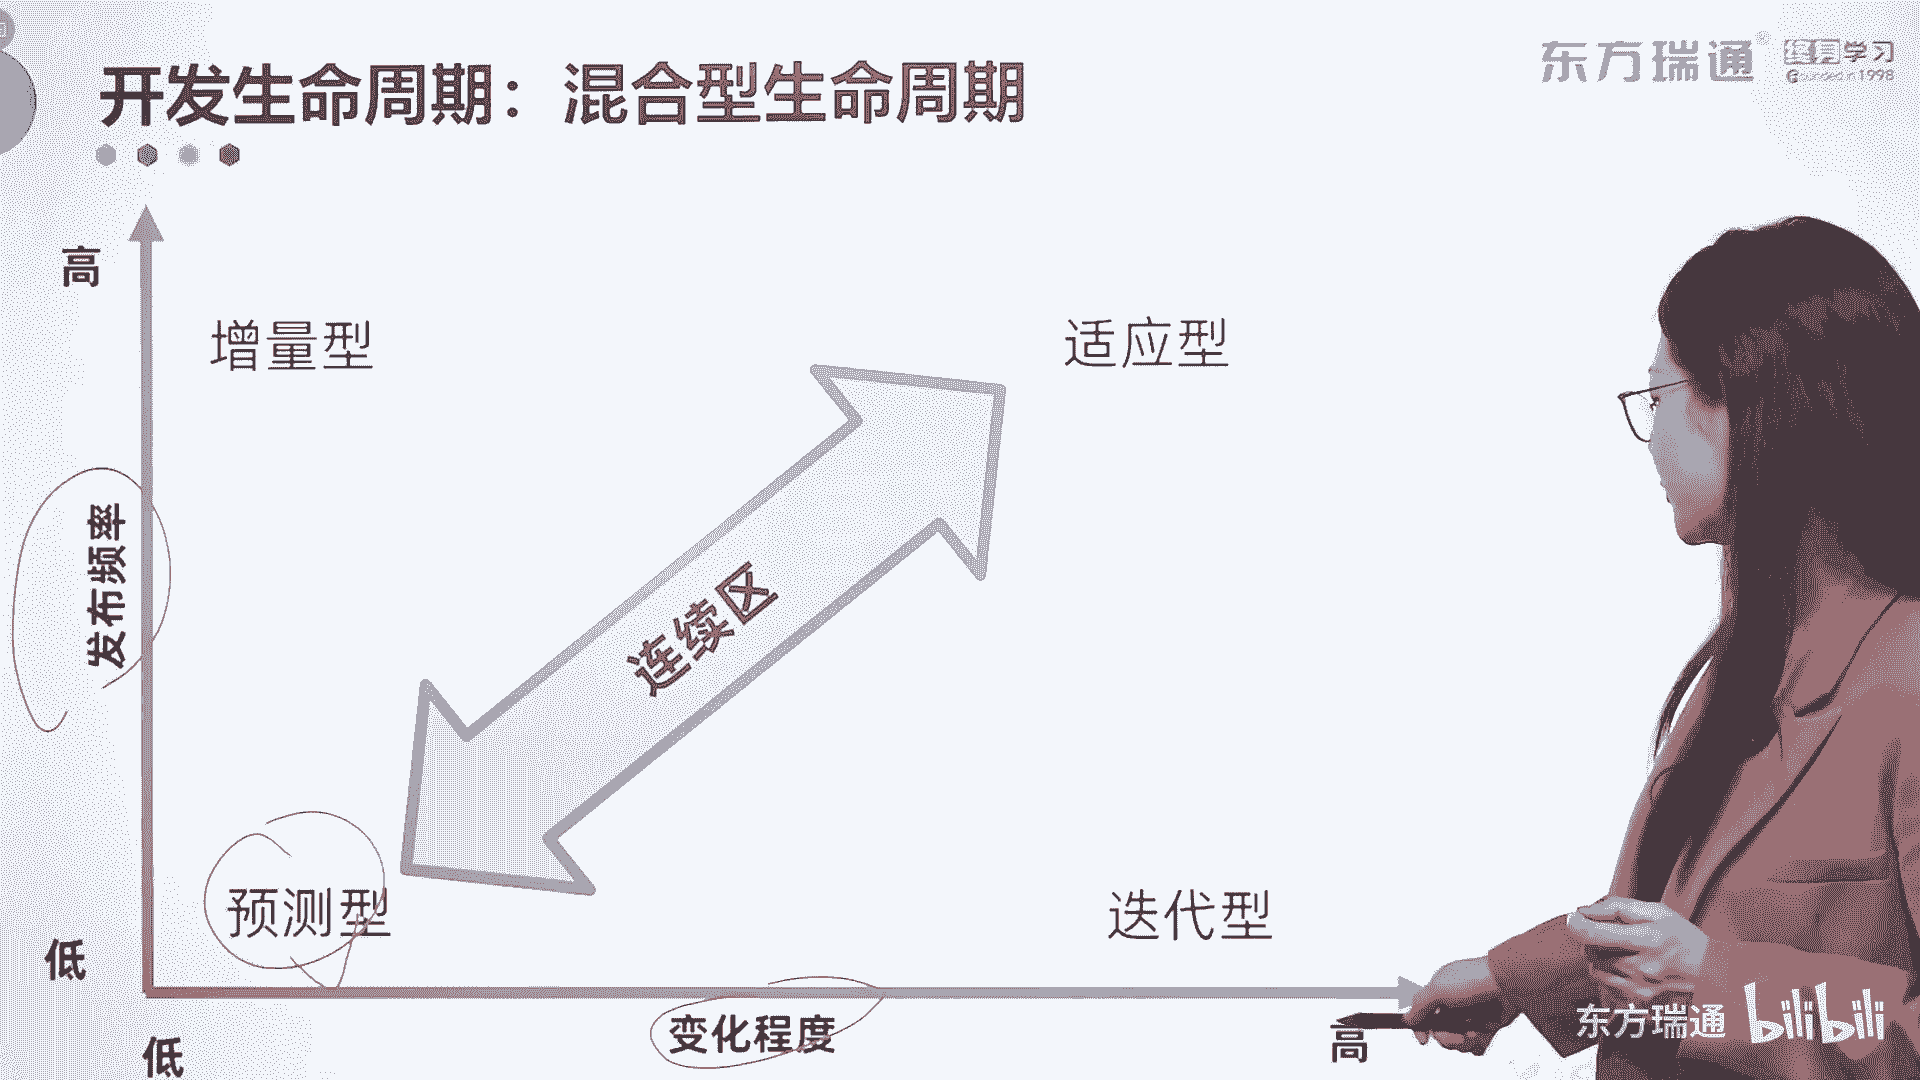 开发生命周期：混合型生命周期
东方瑞通®
终身学习
Founded in 1998
高
增量型
适应型
发布频率
连续区
预测型
迭代型
低
低
变化程度
高
东方瑞通
bilibili